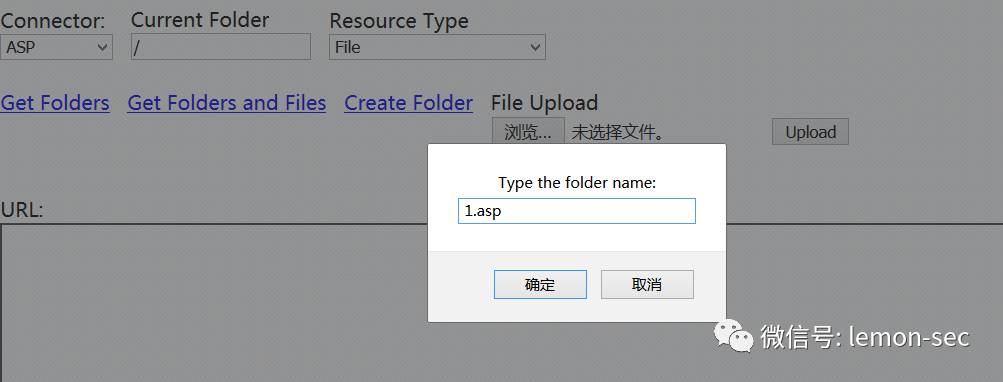 Connector: Current Folder Resource Type
ASP / File
Get Folders Get Folders and Files Create Folder File Upload
浏览... 未选择文件。 Upload
Type the folder name:
1.asp
URL:
确定 取消
微信号: lemon-sec